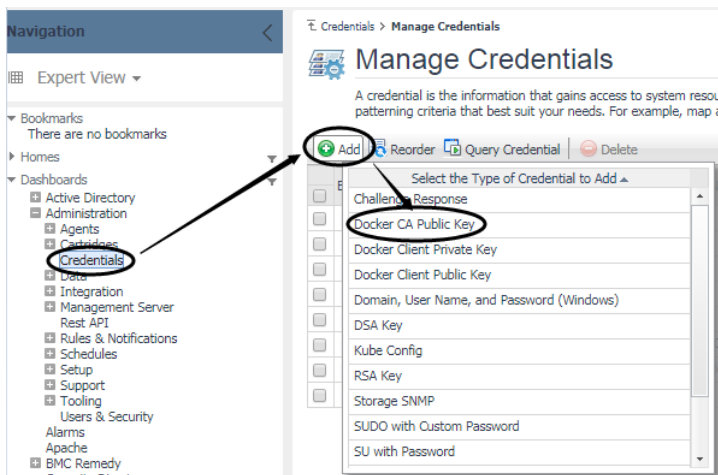 Navigation
Expert View
Bookmarks
There are no bookmarks
Homes
Dashboards
Active Directory
Administration
Agents
Cartridges
Credentials
Data
Integration
Management Server
Rest API
Rules & Notifications
Schedules
Setup
Support
Tooling
Users & Security
Alarms
Apache
BMC Remedy
Credentials > Manage Credentials
Manage Credentials
A credential is the information that gains access to system
patterning criteria that best suit your needs. For example, map
Add Reorder Query Credential Delete
Select the Type of Credential to Add
Challenge Response
Docker CA Public Key
Docker Client Private Key
Docker Client Public Key
Domain, User Name, and Password (Windows)
DSA Key
Kube Config
RSA Key
Storage SNMP
SUDO with Custom Password
SU with Password